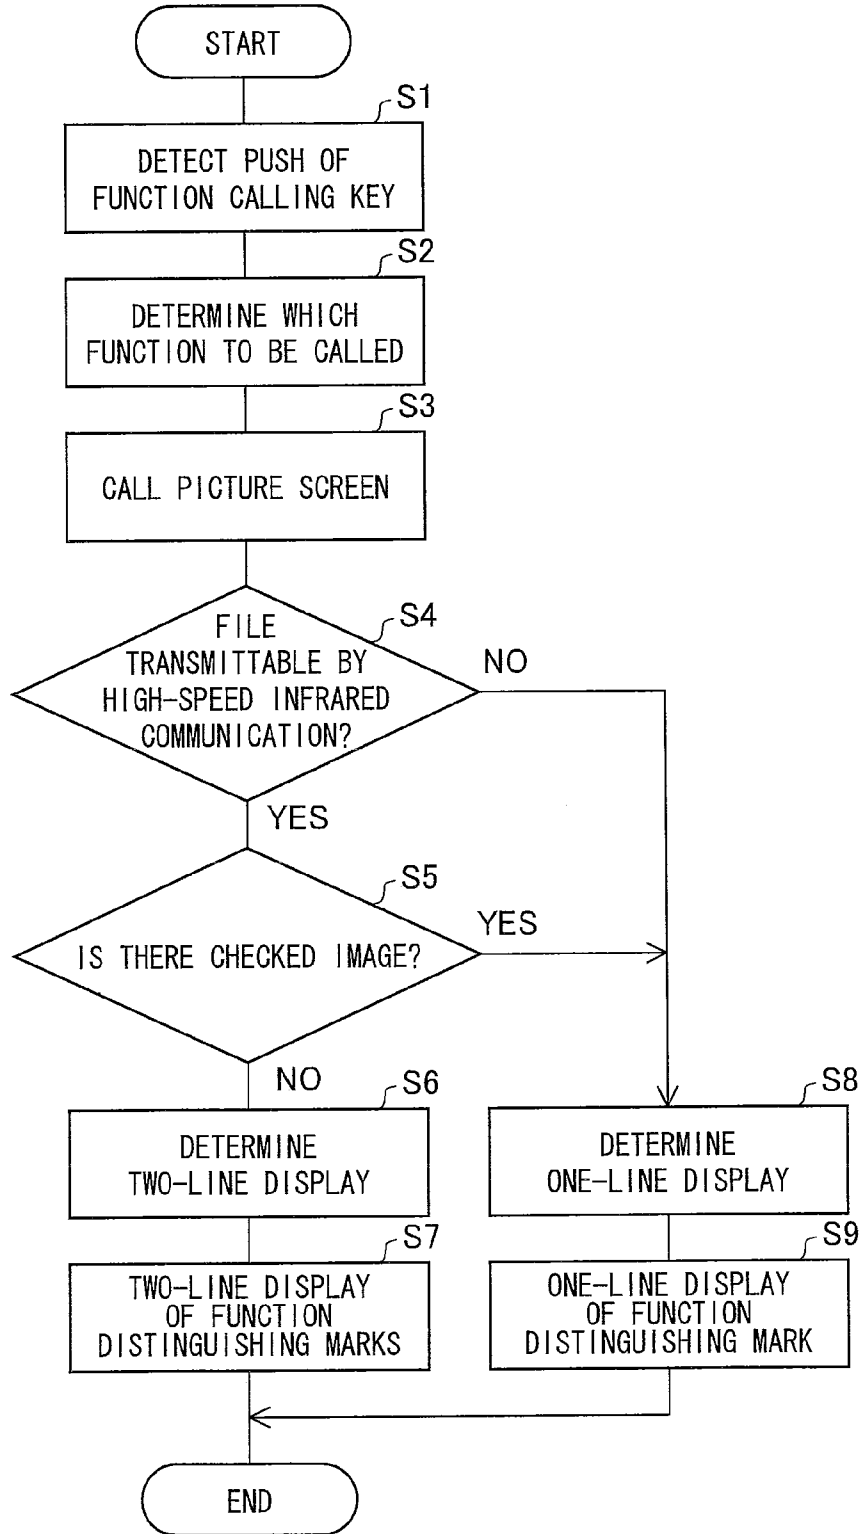 START
S1
DETECT PUSH OF
FUNCTION CALLING KEY
S2
DETERMINE WHICH
FUNCTION TO BE CALLED
S3
CALL PICTURE SCREEN
S4
FILE
TRANSMITTABLE BY
HIGH-SPEED INFRARED
COMMUNICATION?
NO
YES
S5
IS THERE CHECKED IMAGE?
YES
NO
S6
DETERMINE
TWO-LINE DISPLAY
S7
TWO-LINE DISPLAY
OF FUNCTION
DISTINGUISHING MARKS
S8
DETERMINE
ONE-LINE DISPLAY
S9
ONE-LINE DISPLAY
OF FUNCTION
DISTINGUISHING MARK
END